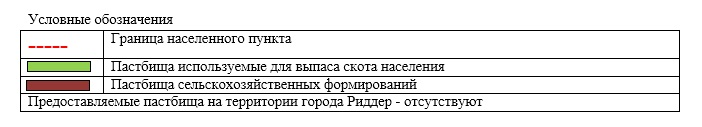 Условные обозначения
Граница населенного пункта
Пастбища используемые для выпаса скота населения
Пастбища сельскохозяйственных формирований
Предоставляемые пастбища на территории города Риддер - отсутствуют